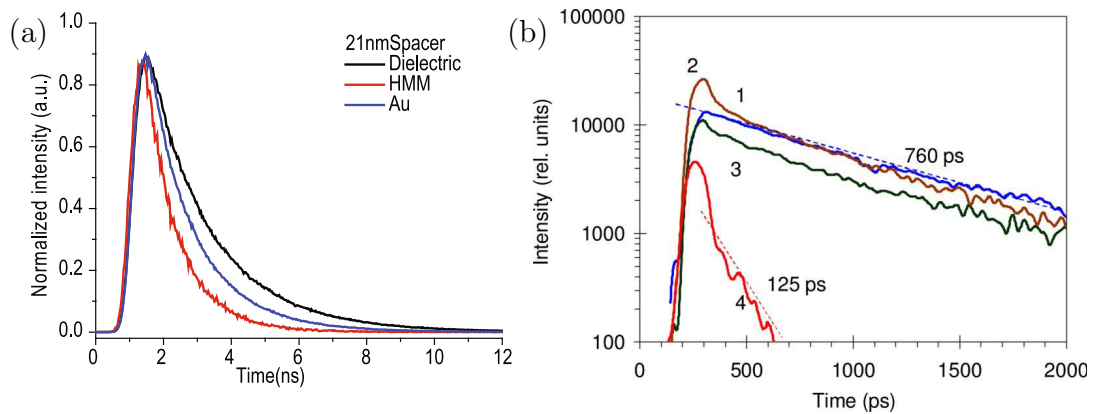 (a)
Normalized intensity (a.u.)
1.0
0.8
0.6
0.4
0.2
0.0
21nmSpacer
Dielectric
HMM
Au
0 2 4 6 8 10 12
Time(ns)
(b)
Intensity (rel. units)
100000
10000
1000
100
2
1
3
4
760 ps
125 ps
0 500 1000 1500 2000
Time (ps)